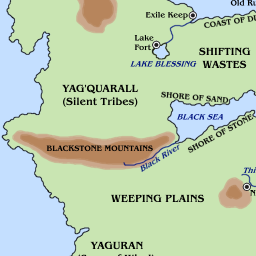 Old Ru
Exile Keep
COAST OF DU
Lake
Fort
SHIFTING
WASTES
LAKE BLESSING
YAG'QUARALL
(Silent Tribes)
SHORE OF SAND
BLACK SEA
SHORE OF STONE
BLACKSTONE MOUNTAINS
Black River
Thi
WEEPING PLAINS
N
YAGURAN